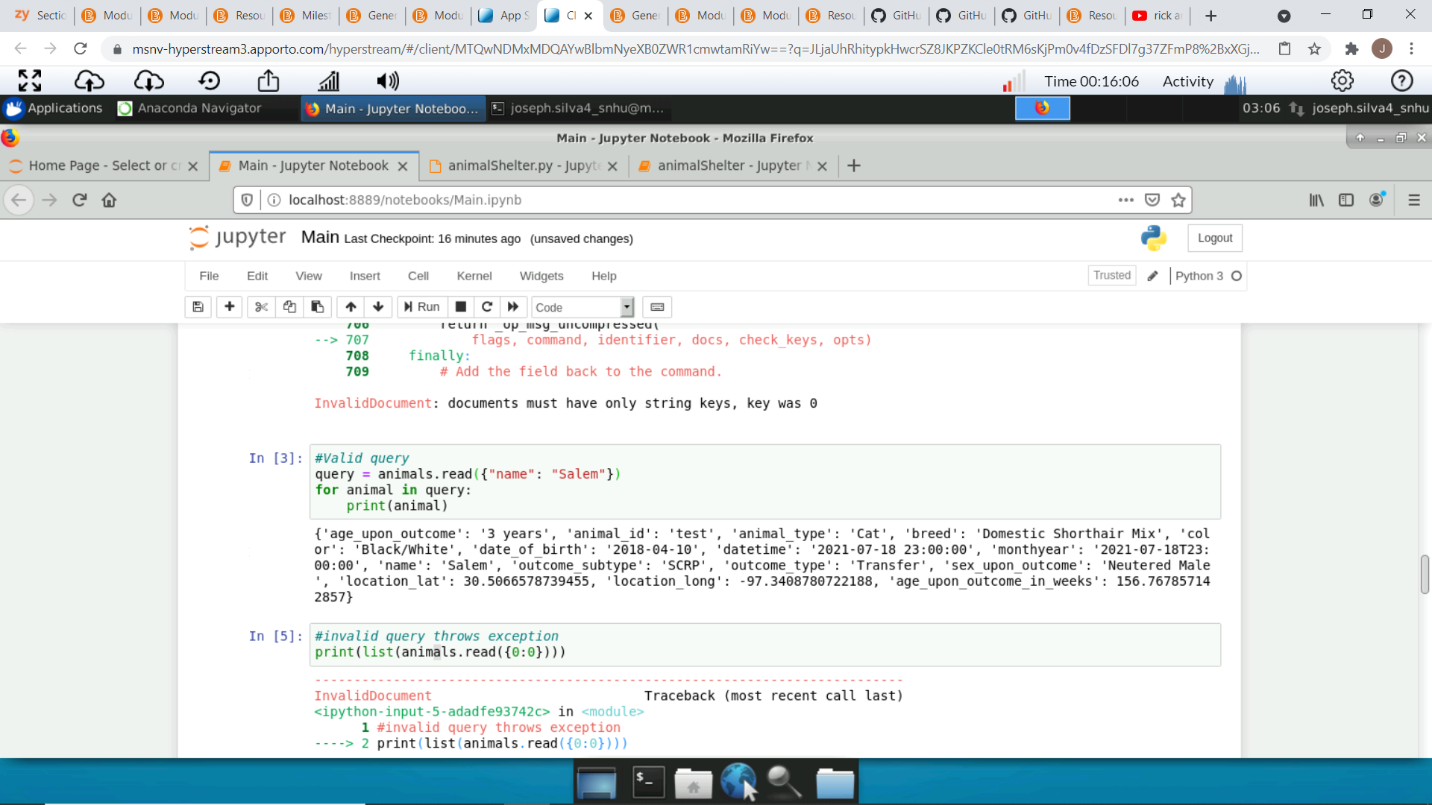 zy Sectio
Modu
Modu
Resou
Milest
Gener
Modu
App S
Cl
Gener
Modu
Modu
Resou
GitHu
GitHu
GitHu
Resou
rick a
msnv-hyperstream3.apporto.com/hyperstream/#/client/
J
Time 00:16:06 Activity
Applications Anaconda Navigator Main - Jupyter Noteboo... joseph.silva4_snhu@m... 03:06 joseph.silva4_snhu
Main - Jupyter Notebook - Mozilla Firefox
Home Page - Select or cr Main - Jupyter Notebook animalShelter.py - Jupyte animalShelter - Jupyter
localhost:8889/notebooks/Main.ipynb
jupyter Main Last Checkpoint: 16 minutes ago (unsaved changes) Logout
File Edit View Insert Cell Kernel Widgets Help Trusted Python 3
Run Code
706 return _op_msg_uncompressed(
--> 707 flags, command, identifier, docs, check_keys, opts)
708 finally:
709 # Add the field back to the command.
InvalidDocument: documents must have only string keys, key was 0
In [3]: #Valid query
query = animals.read({"name": "Salem"})
for animal in query:
print(animal)
{'age_upon_outcome': '3 years', 'animal_id': 'test', 'animal_type': 'Cat', 'breed': 'Domestic Shorthair Mix', 'col
or': 'Black/White', 'date_of_birth': '2018-04-10', 'datetime': '2021-07-18 23:00:00', 'monthyear': '2021-07-18T23:
00:00', 'name': 'Salem', 'outcome_subtype': 'SCRP', 'outcome_type': 'Transfer', 'sex_upon_outcome': 'Neutered Male
', 'location_lat': 30.5066578739455, 'location_long': -97.3408780722188, 'age_upon_outcome_in_weeks': 156.76785714
2857}
In [5]: #invalid query throws exception
print(list(animals.read({0:0})))
---------------------------------------------------------------------------
InvalidDocument Traceback (most recent call last)
<ipython-input-5-adadfe93742c> in <module>
1 #invalid query throws exception
----> 2 print(list(animals.read({0:0})))